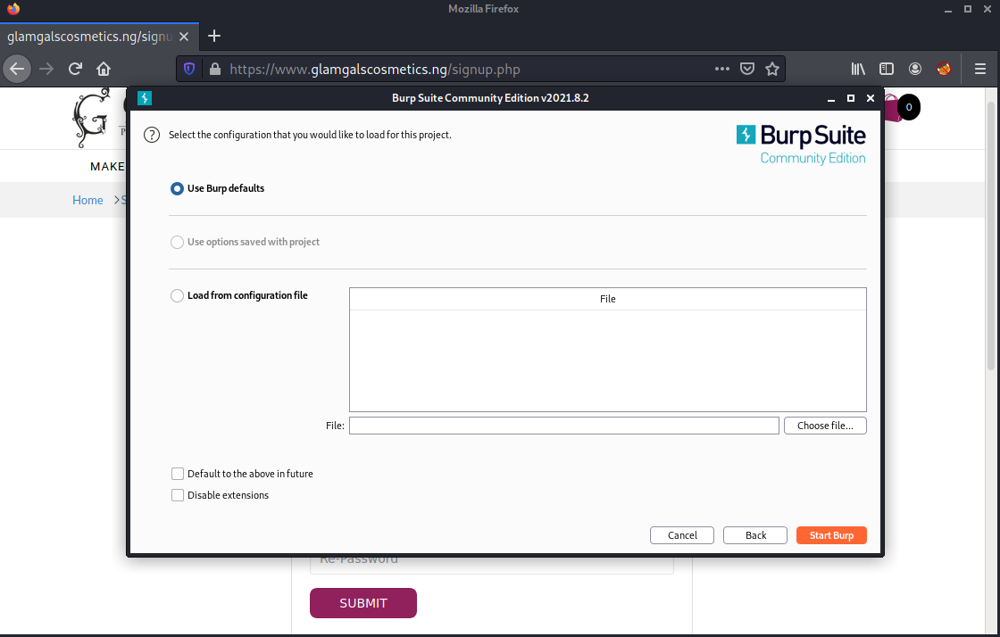 Mozilla Firefox
glamgalscosmetics.ng/signu
https://www.glamgalscosmetics.ng/signup.php
Burp Suite Community Edition v2021.8.2
0
Select the configuration that you would like to load for this project.
Burp Suite
Community Edition
MAKE
Home
Use Burp defaults
Use options saved with project
Load from configuration file
File
File:
Choose file...
Default to the above in future
Disable extensions
Cancel Back Start Burp
Re-Password
SUBMIT